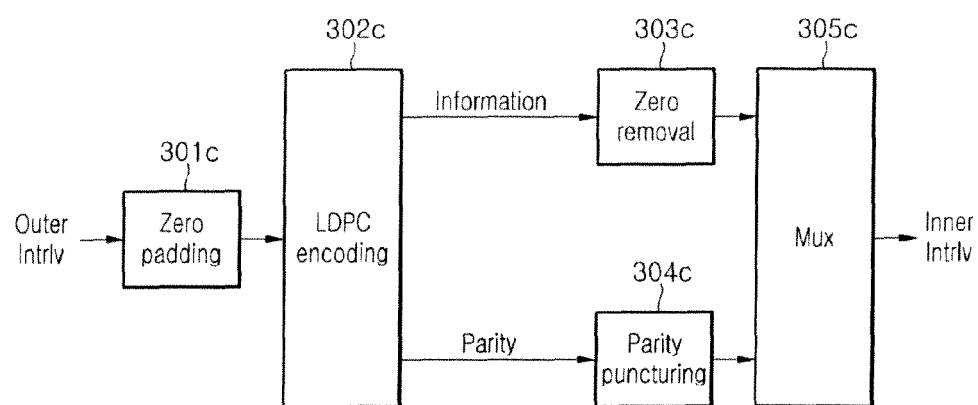 302c
303c
305c
Information
Zero
removal
301c
Outer
Intrlv
Zero
padding
LDPC
encoding
Mux
Inner
Intrlv
304c
Parity
Parity
puncturing